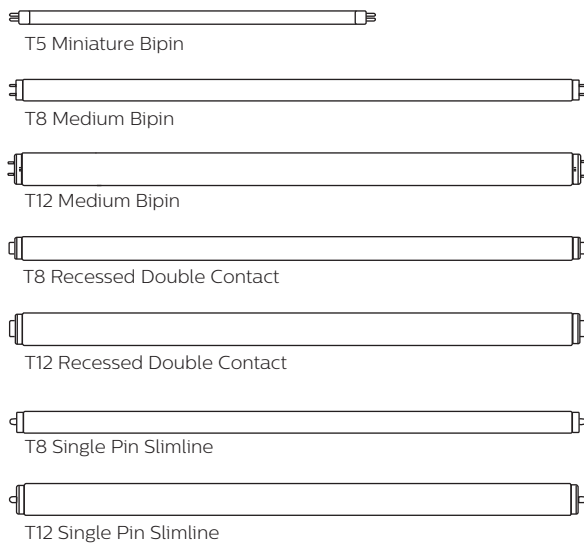 T5 Miniature Bipin
T8 Medium Bipin
T12 Medium Bipin
T8 Recessed Double Contact
T12 Recessed Double Contact
T8 Single Pin Slimline
T12 Single Pin Slimline